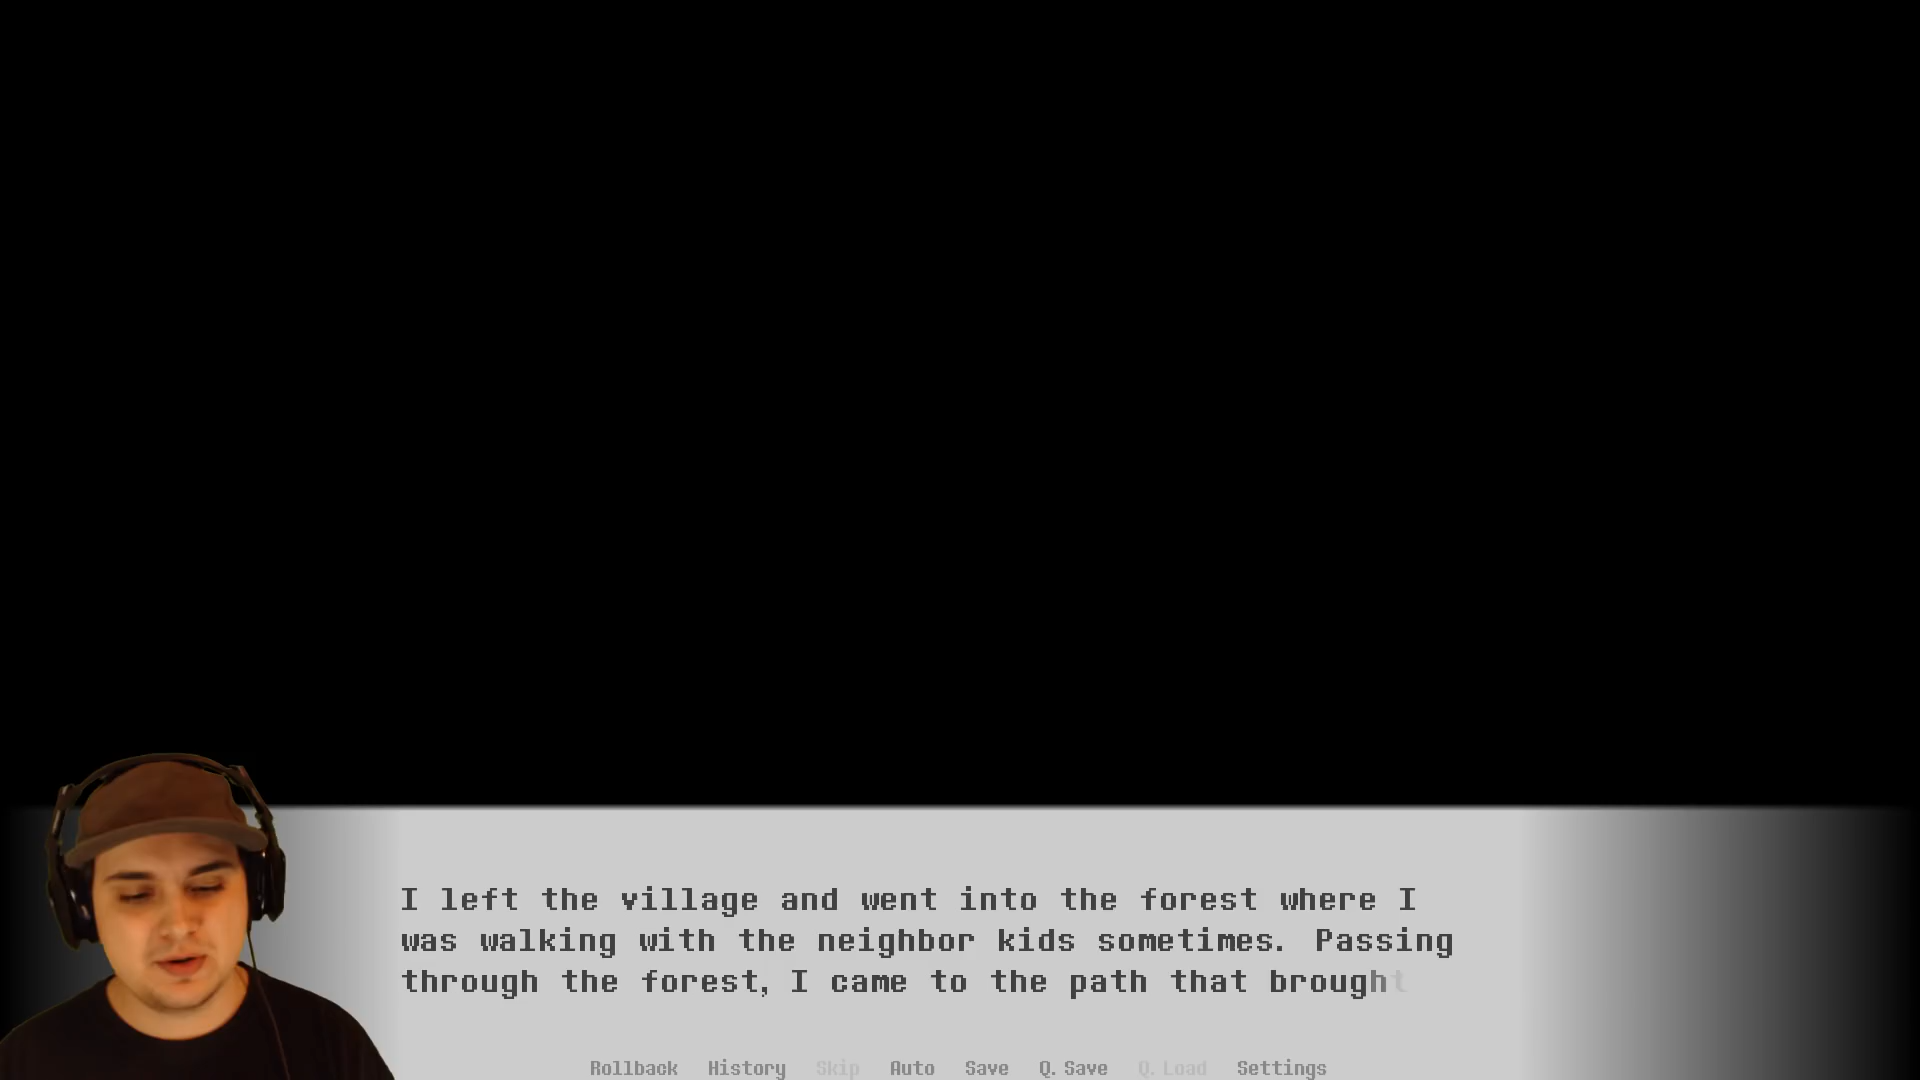 I left the village and went into the forest where I
was walking with the neighbor kids sometimes. Passing
through the forest, I came to the path that brought
Rollback History Skip Auto Save Q. Save Q. Load Settings